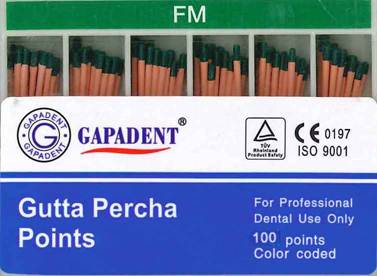 FM
GAPADENT
GAPADENT
GAPADENT®
TÜV
Rheinland
Product Safety
CE 0197
ISO 9001
Gutta Percha
Points
For Professional
Dental Use Only
100 points
Color coded